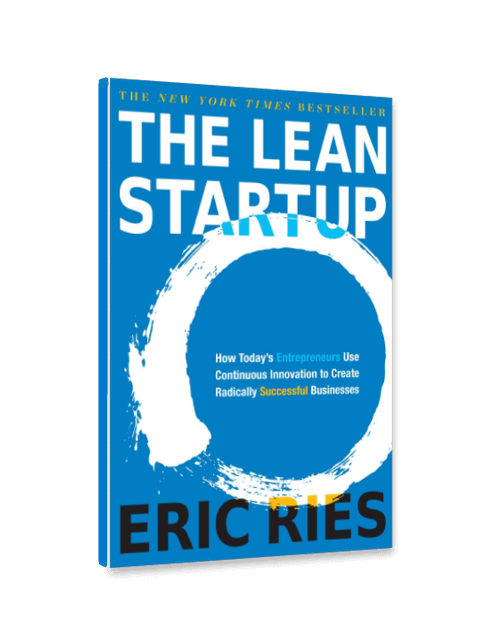 THE NEW YORK TIMES BESTSELLER
THE LEAN
STARTUP
How Today's Entrepreneurs Use
Continuous Innovation to Create
Radically Successful Businesses
ERIC RIES